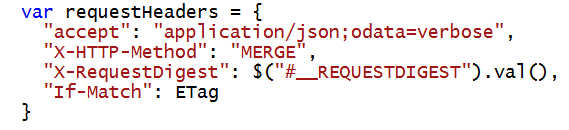 var requestHeaders = {
"accept": "application/json;odata=verbose",
"X-HTTP-Method": "MERGE",
"X-RequestDigest": $("#__REQUESTDIGEST").val(),
"If-Match": ETag
}